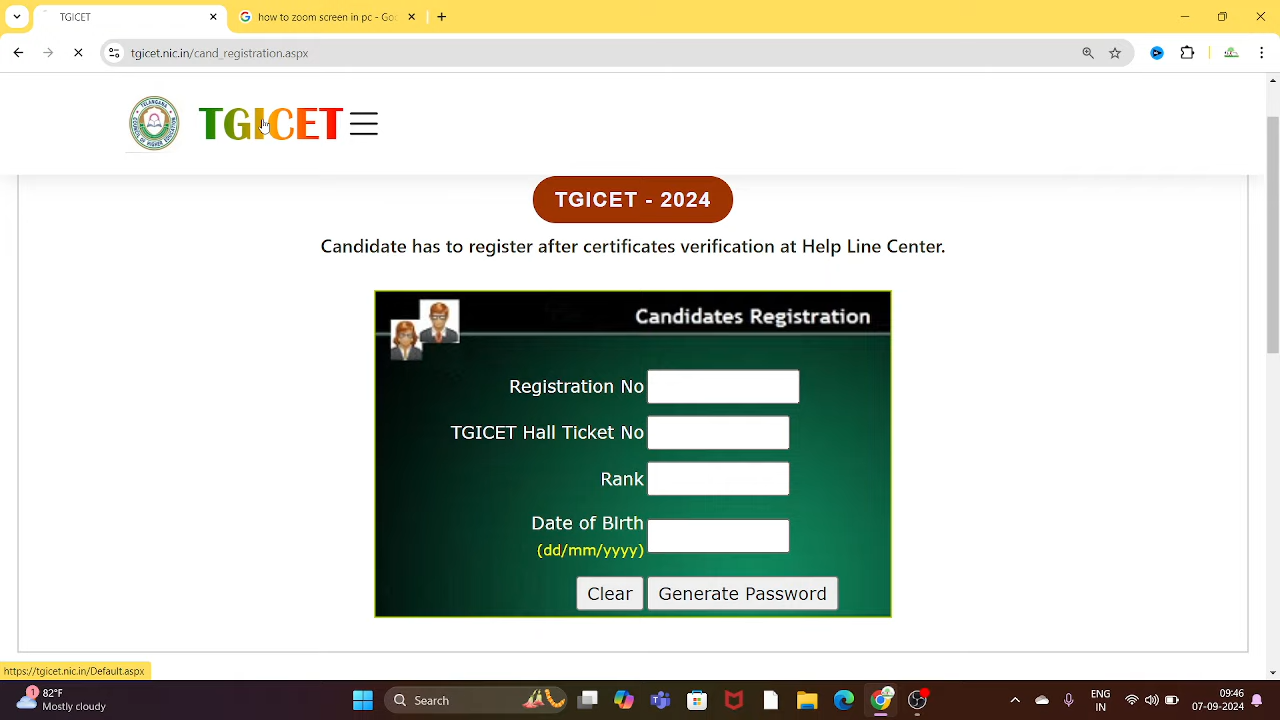 TGICET
how to zoom screen in pc - Goo
tgicet.nic.in/cand_registration.aspx
TGICET
TGICET - 2024
Candidate has to register after certificates verification at Help Line Center.
Candidates Registration
Registration No
TGICET Hall Ticket No
Rank
Date of Birth
(dd/mm/yyyy)
Clear
Generate Password
https://tgicet.nic.in/Default.aspx
1
82°F
Mostly cloudy
Search
ENG
IN
09:46
07-09-2024